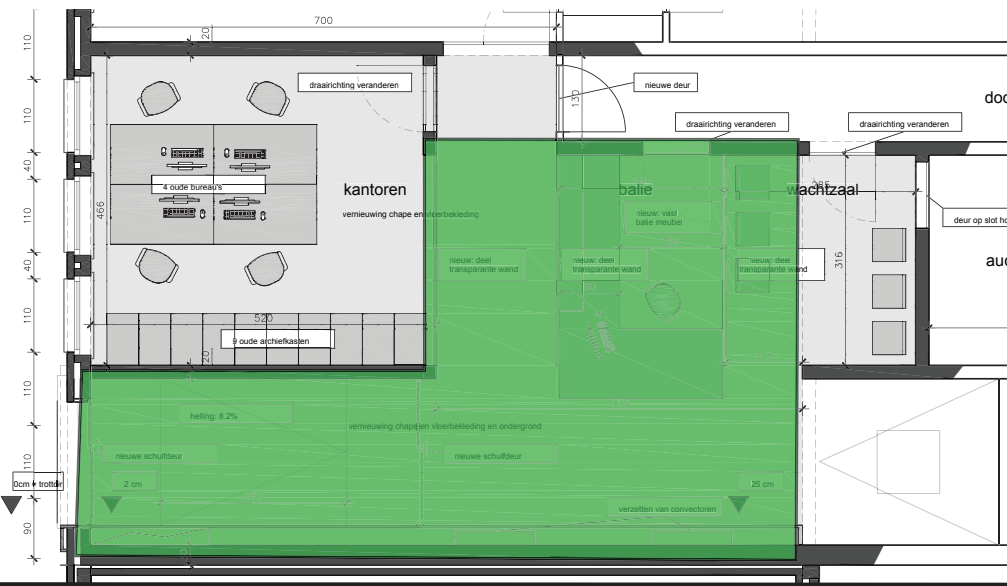 700
110
20
draairichting veranderen
nieuwe deur
doo
110
130
draairichting veranderen
draairichting veranderen
40
4 oude bureau's
kantoren
balie
wachtzaal
285
466
110
vernieuwing chape en vloerbekleding
nieuw: vast
balie meubel
deur op slot ho
40
nieuw: deel
transparante wand
nieuw: deel
transparante wand
nieuw: deel
transparante wand
316
auc
110
520
9 oude archiefkasten
20
110
helling: 8.2%
vernieuwing chape en vloerbekleding en ondergrond
110
nieuwe schuifdeur
nieuwe schuifdeur
0cm = trottoir
2 cm
25 cm
90
verzetten van convectoren